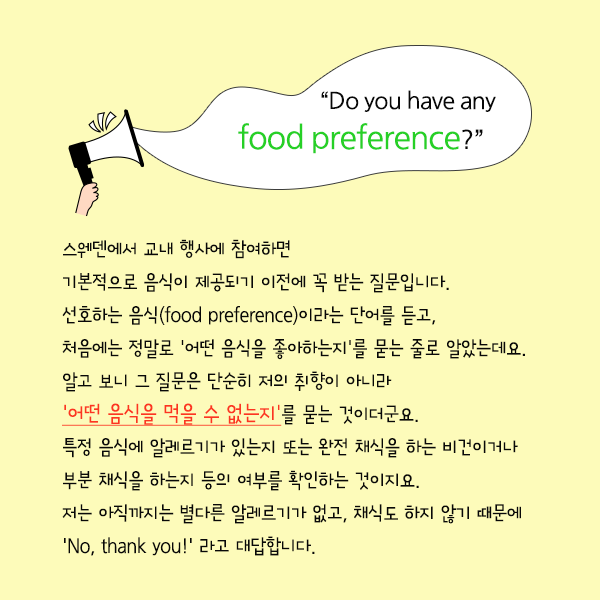 “Do you have any
food preference?”
스웨덴에서 교내 행사에 참여하면
기본적으로 음식이 제공되기 이전에 꼭 받는 질문입니다.
선호하는 음식(food preference)이라는 단어를 듣고,
처음에는 정말로 '어떤 음식을 좋아하는지'를 묻는 줄로 알았는데요.
알고 보니 그 질문은 단순히 저의 취향이 아니라
'어떤 음식을 먹을 수 없는지'를 묻는 것이더군요.
특정 음식에 알레르기가 있는지 또는 완전 채식을 하는 비건이거나
부분 채식을 하는지 등의 여부를 확인하는 것이지요.
저는 아직까지는 별다른 알레르기가 없고, 채식도 하지 않기 때문에
'No, thank you!' 라고 대답합니다.